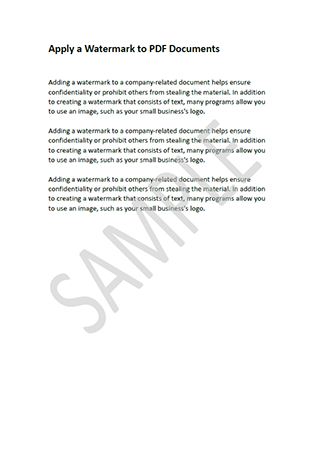 Apply a Watermark to PDF Documents
Adding a watermark to a company-related document helps ensure
confidentiality or prohibit others from stealing the material. In addition
to creating a watermark that consists of text, many programs allow you
to use an image, such as your small business's logo.
Adding a watermark to a company-related document helps ensure
confidentiality or prohibit others from stealing the material. In addition
to creating a watermark that consists of text, many programs allow you
to use an image, such as your small business's logo.
Adding a watermark to a company-related document helps ensure
confidentiality or prohibit others from stealing the material. In addition
to creating a watermark that consists of text, many programs allow you
to use an image, such as your small business's logo.
SAMPLE